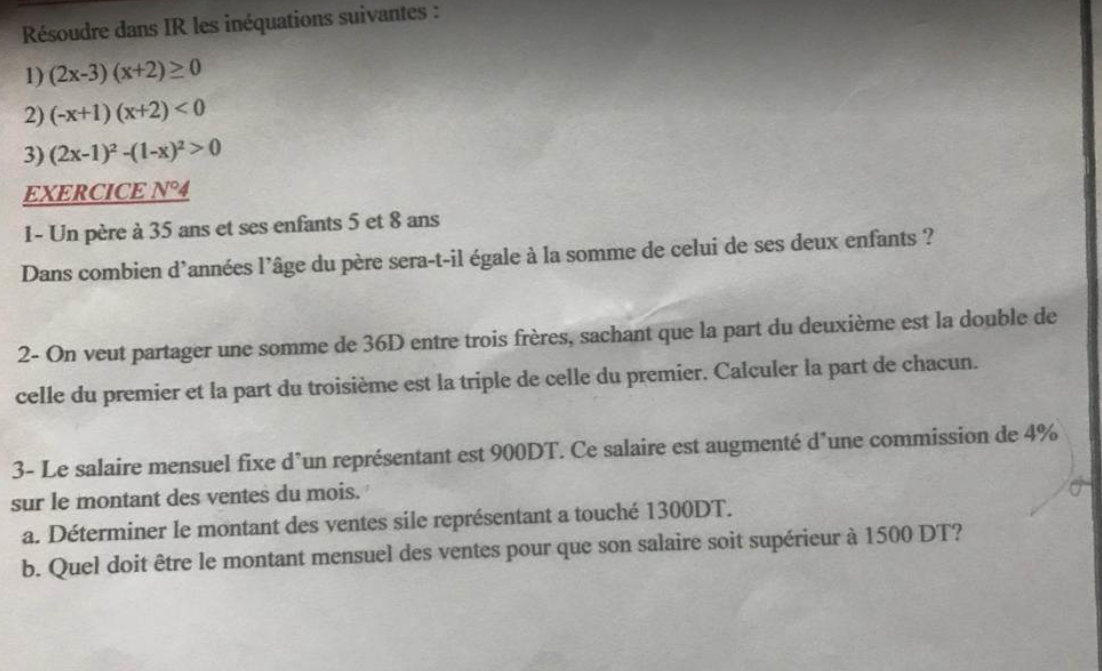 Résoudre dans IR les inéquations suivantes :
1) (2x-3) (x+2) ≥ 0
2) (-x+1) (x+2) < 0
3) (2x-1)² -(1-x)² > 0
EXERCICE N°4
1- Un père à 35 ans et ses enfants 5 et 8 ans
Dans combien d'années l'âge du père sera-t-il égale à la somme de celui de ses deux enfants ?
2- On veut partager une somme de 36D entre trois frères, sachant que la part du deuxième est la double de
celle du premier et la part du troisième est la triple de celle du premier. Calculer la part de chacun.
3- Le salaire mensuel fixe d'un représentant est 900DT. Ce salaire est augmenté d'une commission de 4%
sur le montant des ventes du mois.
a. Déterminer le montant des ventes sile représentant a touché 1300DT.
b. Quel doit être le montant mensuel des ventes pour que son salaire soit supérieur à 1500 DT?